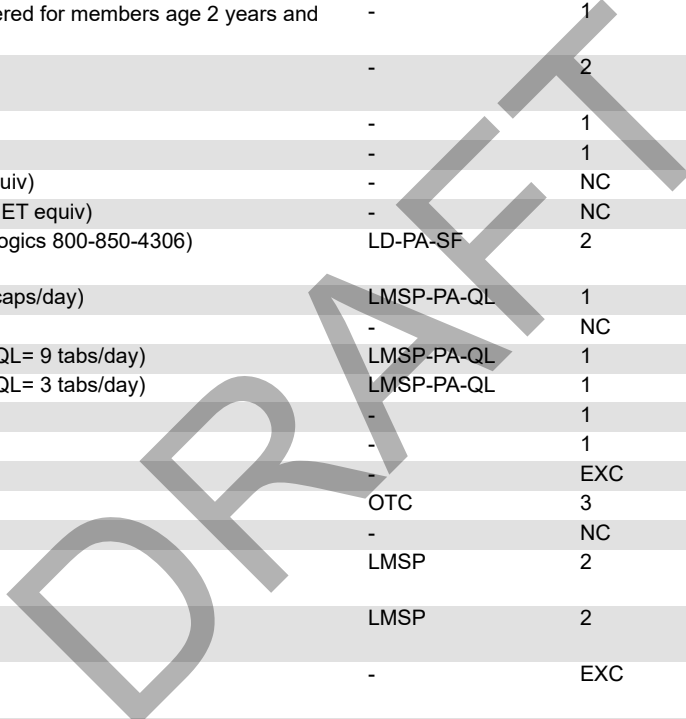 ered for members age 2 years and - 1
- 2
- 1
- 1
uiv) - NC
ET equiv) - NC
ogics 800-850-4306) LD-PA-SF 2
caps/day) LMSP-PA-QL 1
- NC
QL= 9 tabs/day) LMSP-PA-QL 1
QL= 3 tabs/day) LMSP-PA-QL 1
- 1
- 1
- EXC
OTC 3
- NC
LMSP 2
LMSP 2
- EXC
DRAFT